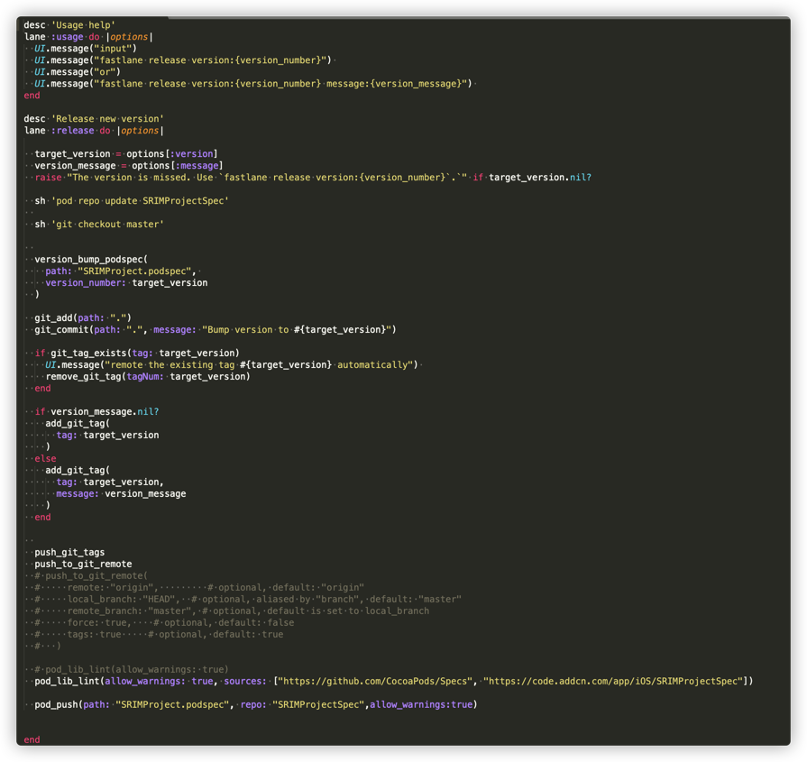 desc 'Usage help'
lane :usage do |options|
  UI.message("input")
  UI.message("fastlane release version:{version_number}")
  UI.message("or")
  UI.message("fastlane release version:{version_number} message:{version_message}")
end
desc 'Release new version'
lane :release do |options|
  target_version = options[:version]
  version_message = options[:message]
  raise "The version is missed. Use `fastlane release version:{version_number}`.`" if target_version.nil?
  sh 'pod repo update SRIMProjectSpec'
  sh 'git checkout master'
  version_bump_podspec(
    path: "SRIMProject.podspec",
    version_number: target_version
  )
  git_add(path: ".")
  git_commit(path: ".", message: "Bump version to #{target_version}")
  if git_tag_exists(tag: target_version)
    UI.message("remote the existing tag #{target_version} automatically")
    remove_git_tag(tagNum: target_version)
  end
  if version_message.nil?
    add_git_tag(
      tag: target_version
    )
  else
    add_git_tag(
      tag: target_version,
      message: version_message
    )
  end
  push_git_tags
  push_to_git_remote
  # push_to_git_remote(
  #     remote: "origin",         # optional, default: "origin"
  #     local_branch: "HEAD",  # optional, aliased by "branch", default: "master"
  #     remote_branch: "master", # optional, default is set to local_branch
  #     force: true,    # optional, default: false
  #     tags: true     # optional, default: true
  #   )
  # pod_lib_lint(allow_warnings: true)
  pod_lib_lint(allow_warnings: true, sources: ["https://github.com/CocoaPods/Specs", "https://code.addcn.com/app/iOS/SRIMProjectSpec"])
  pod_push(path: "SRIMProject.podspec", repo: "SRIMProjectSpec",allow_warnings:true)
end